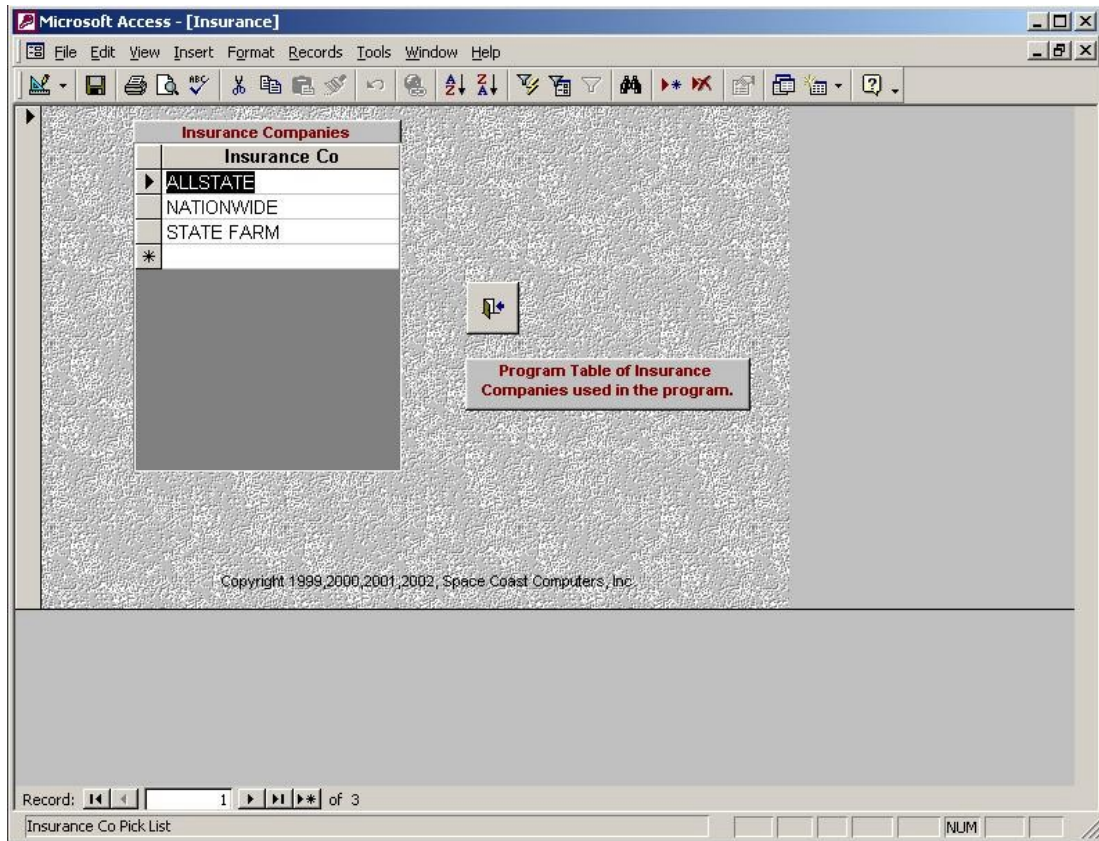 Microsoft Access - [Insurance]
File Edit View Insert Format Records Tools Window Help
Insurance Companies
Insurance Co
ALLSTATE
NATIONWIDE
STATE FARM
Program Table of Insurance
Companies used in the program.
Copyright 1999,2000,2001,2002, Space Coast Computers, Inc.
Record: 1 of 3
Insurance Co Pick List NUM